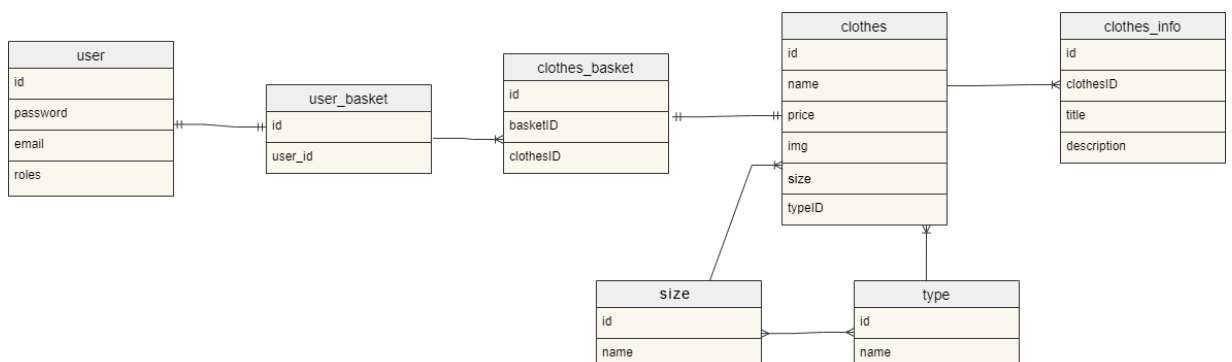 user
id
password
email
roles
user_basket
id
user_id
clothes_basket
id
basketID
clothesID
clothes
id
name
price
img
size
typeID
clothes_info
id
clothesID
title
description
size
id
name
type
id
name